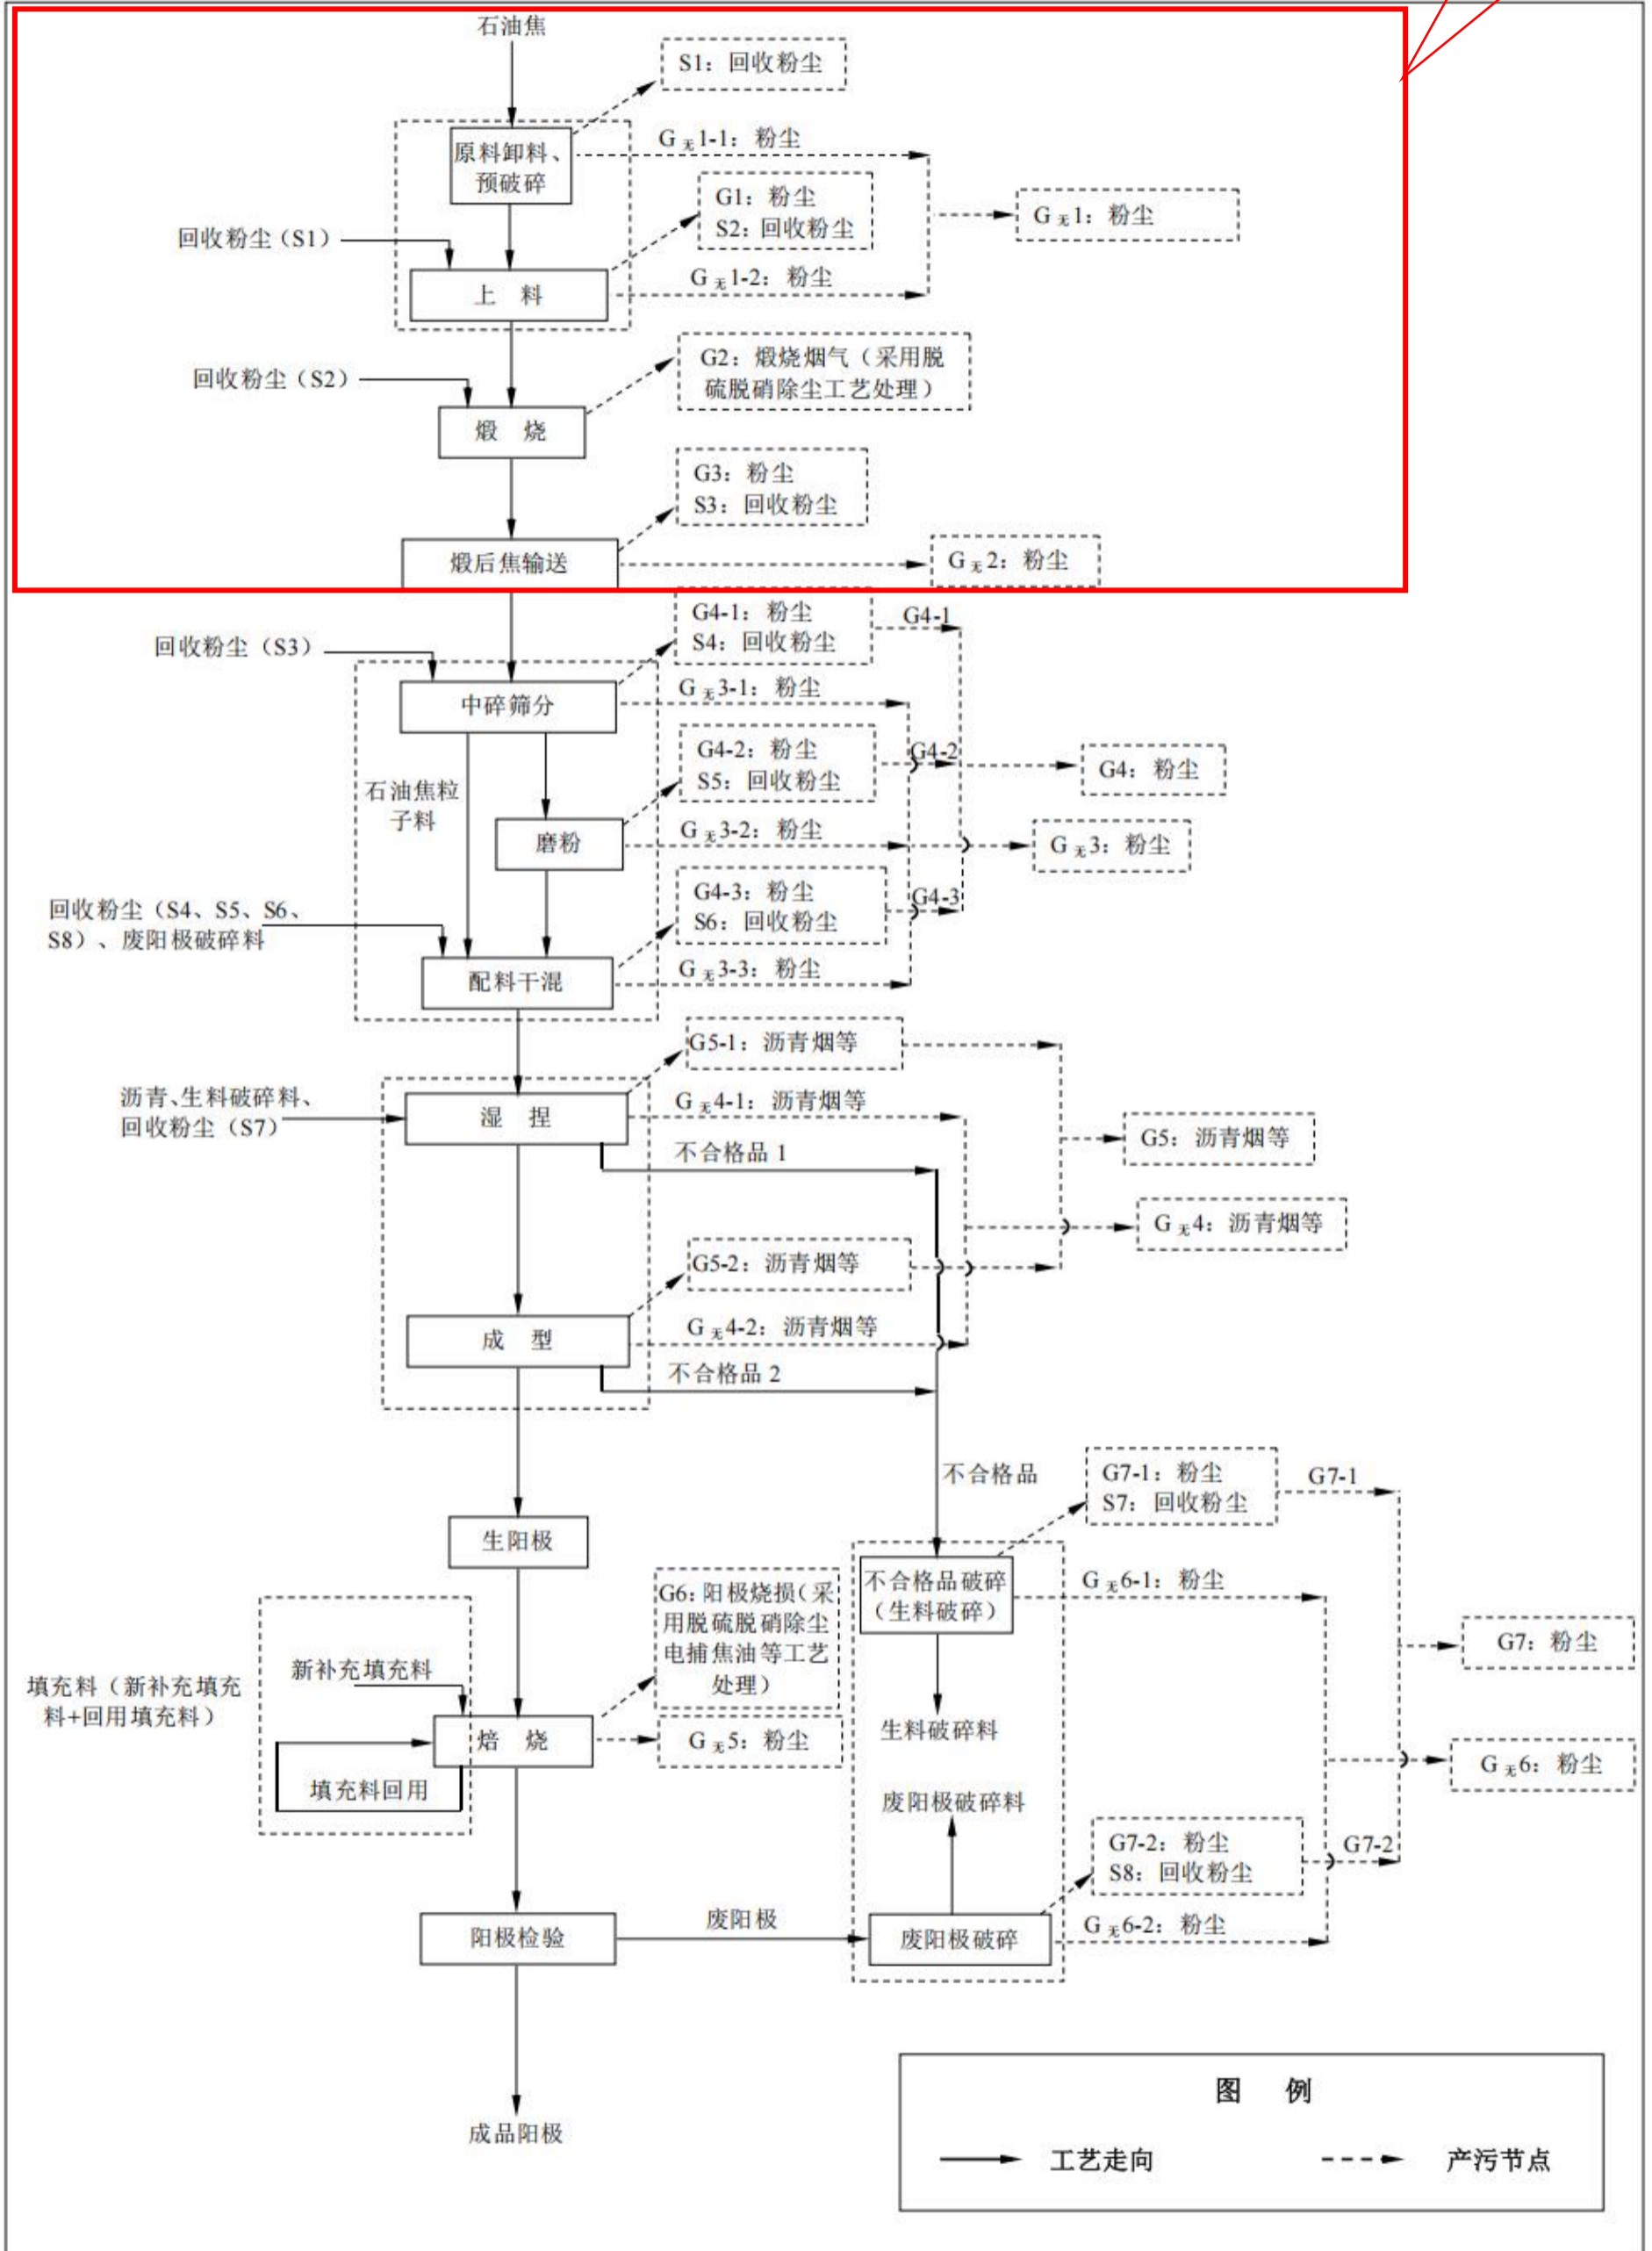 石油焦
S1：回收粉尘
原料卸料、
预破碎
G无1-1：粉尘
G1：粉尘
S2：回收粉尘
G无1：粉尘
回收粉尘（S1）
上 料
G无1-2：粉尘
G2：煅烧烟气（采用脱
硫脱硝除尘工艺处理）
回收粉尘（S2）
煅 烧
G3：粉尘
S3：回收粉尘
煅后焦输送
G无2：粉尘
G4-1：粉尘
S4：回收粉尘
G4-1
回收粉尘（S3）
中碎筛分
G无3-1：粉尘
G4-2：粉尘
S5：回收粉尘
G4-2
G4：粉尘
石油焦粒
子料
磨粉
G无3-2：粉尘
G无3：粉尘
G4-3：粉尘
S6：回收粉尘
G4-3
回收粉尘（S4、S5、S6、
S8）、废阳极破碎料
配料干混
G无3-3：粉尘
G5-1：沥青烟等
沥青、生料破碎料、
回收粉尘（S7）
湿 捏
G无4-1：沥青烟等
G5：沥青烟等
不合格品 1
G无4：沥青烟等
G5-2：沥青烟等
成 型
G无4-2：沥青烟等
不合格品 2
不合格品
G7-1：粉尘
S7：回收粉尘
G7-1
生阳极
不合格品破碎
（生料破碎）
G无6-1：粉尘
G6：阳极烧损（采
用脱硫脱硝除尘
电捕焦油等工艺
处理）
G7：粉尘
新补充填充料
填充料（新补充填充
料+回用填充料）
焙 烧
G无5：粉尘
生料破碎料
填充料回用
G无6：粉尘
废阳极破碎料
G7-2：粉尘
S8：回收粉尘
G7-2
阳极检验
废阳极
废阳极破碎
G无6-2：粉尘
成品阳极
图 例
工艺走向
产污节点